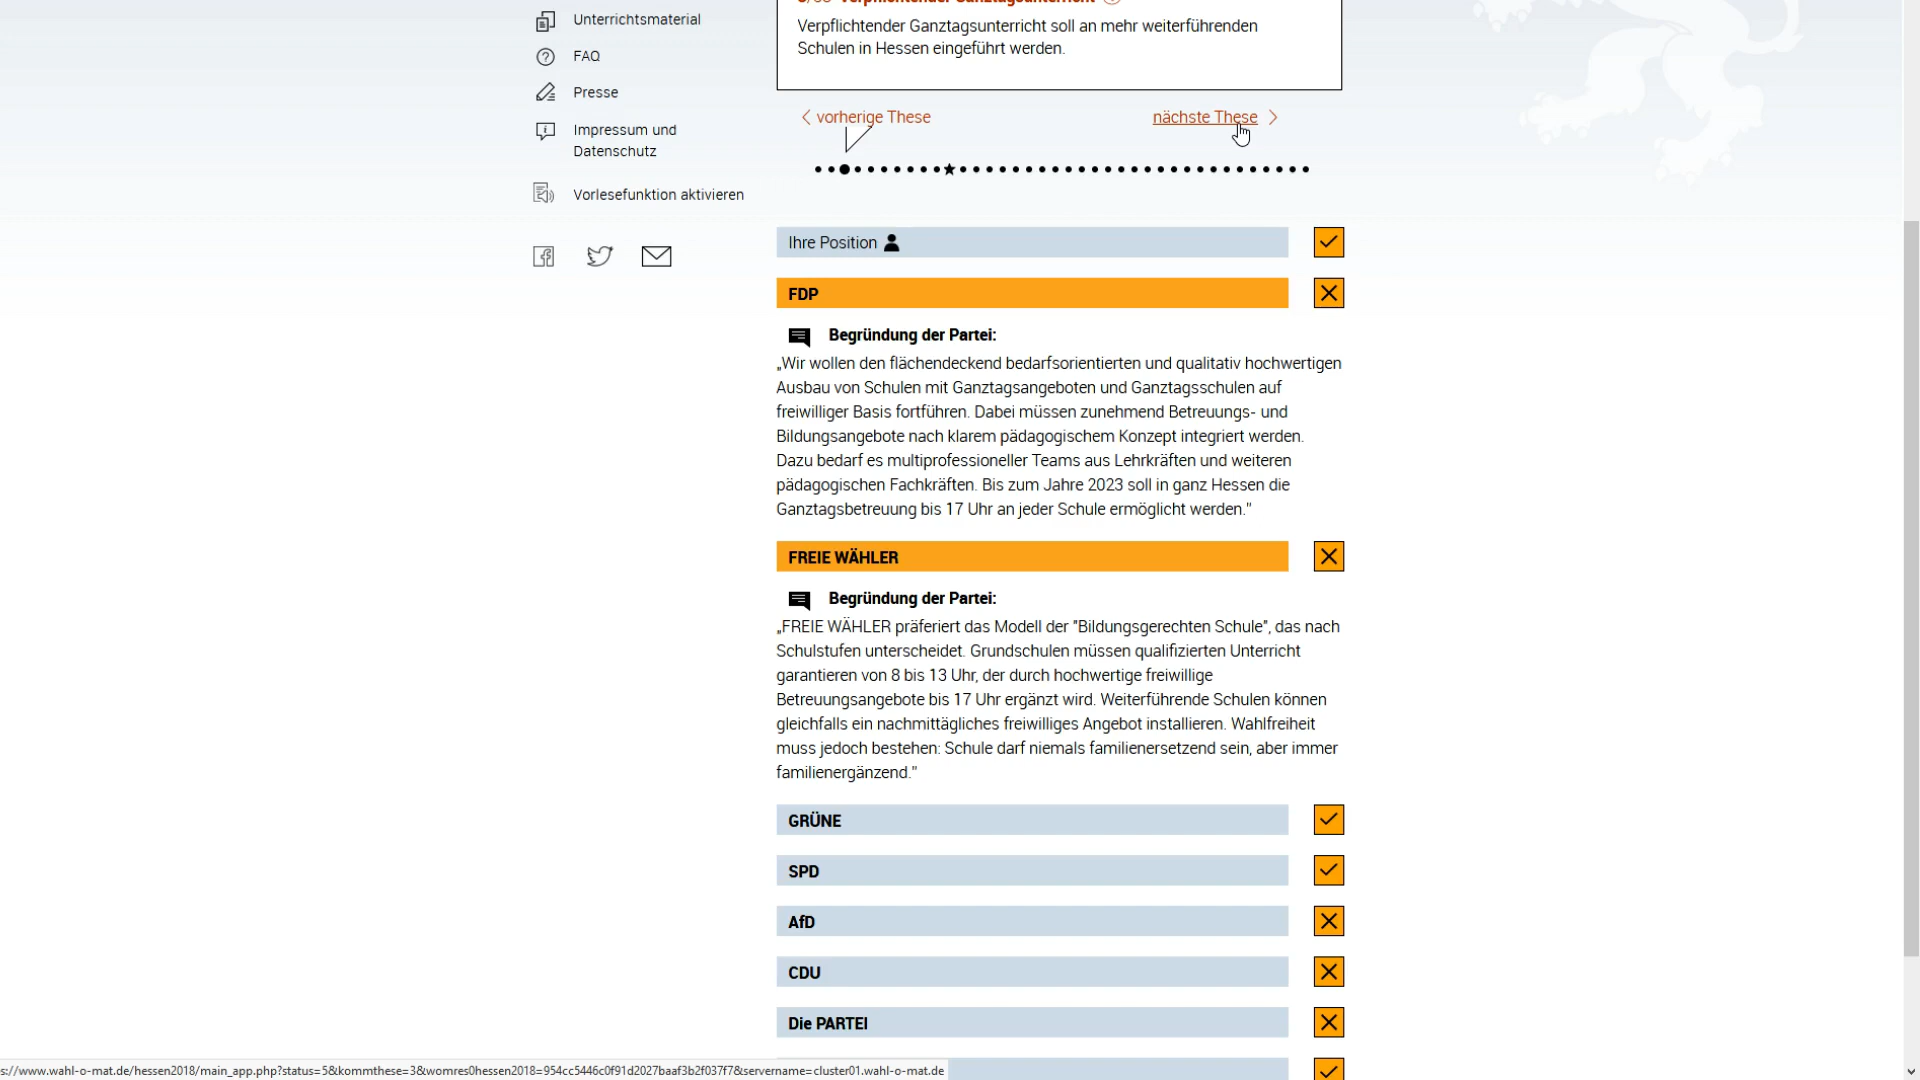 Unterrichtsmaterial
FAQ
Presse
Impressum und
Datenschutz
Vorlesefunktion aktivieren
Verpflichtender Ganztagsunterricht
Verpflichtender Ganztagsunterricht soll an mehr weiterführenden
Schulen in Hessen eingeführt werden.
vorherige These
nächste These
Ihre Position
FDP
Begründung der Partei:
„Wir wollen den flächendeckend bedarfsorientierten und qualitativ hochwertigen
Ausbau von Schulen mit Ganztagsangeboten und Ganztagsschulen auf
freiwilliger Basis fortführen. Dabei müssen zunehmend Betreuungs- und
Bildungsangebote nach klarem pädagogischem Konzept integriert werden.
Dazu bedarf es multiprofessioneller Teams aus Lehrkräften und weiteren
pädagogischen Fachkräften. Bis zum Jahre 2023 soll in ganz Hessen die
Ganztagsbetreuung bis 17 Uhr an jeder Schule ermöglicht werden."
FREIE WÄHLER
Begründung der Partei:
„FREIE WÄHLER präferiert das Modell der "Bildungsgerechten Schule", das nach
Schulstufen unterscheidet. Grundschulen müssen qualifizierten Unterricht
garantieren von 8 bis 13 Uhr, der durch hochwertige freiwillige
Betreuungsangebote bis 17 Uhr ergänzt wird. Weiterführende Schulen können
gleichfalls ein nachmittägliches freiwilliges Angebot installieren. Wahlfreiheit
muss jedoch bestehen: Schule darf niemals familienersetzend sein, aber immer
familienergänzend."
GRÜNE
SPD
AfD
CDU
Die PARTEI
s://www.wahl-o-mat.de/hessen2018/main_app.php?status=5&kommthese=3&womres0hessen2018=954cc5446c0f91d2027baaf3b2f037f7&servername=cluster01.wahl-o-mat.de